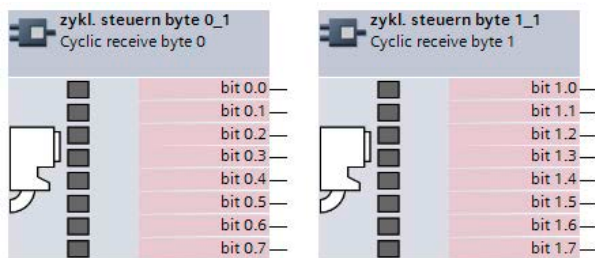 zykl. steuern byte 0_1
Cyclic receive byte 0
bit 0.0
bit 0.1
bit 0.2
bit 0.3
bit 0.4
bit 0.5
bit 0.6
bit 0.7
zykl. steuern byte 1_1
Cyclic receive byte 1
bit 1.0
bit 1.1
bit 1.2
bit 1.3
bit 1.4
bit 1.5
bit 1.6
bit 1.7